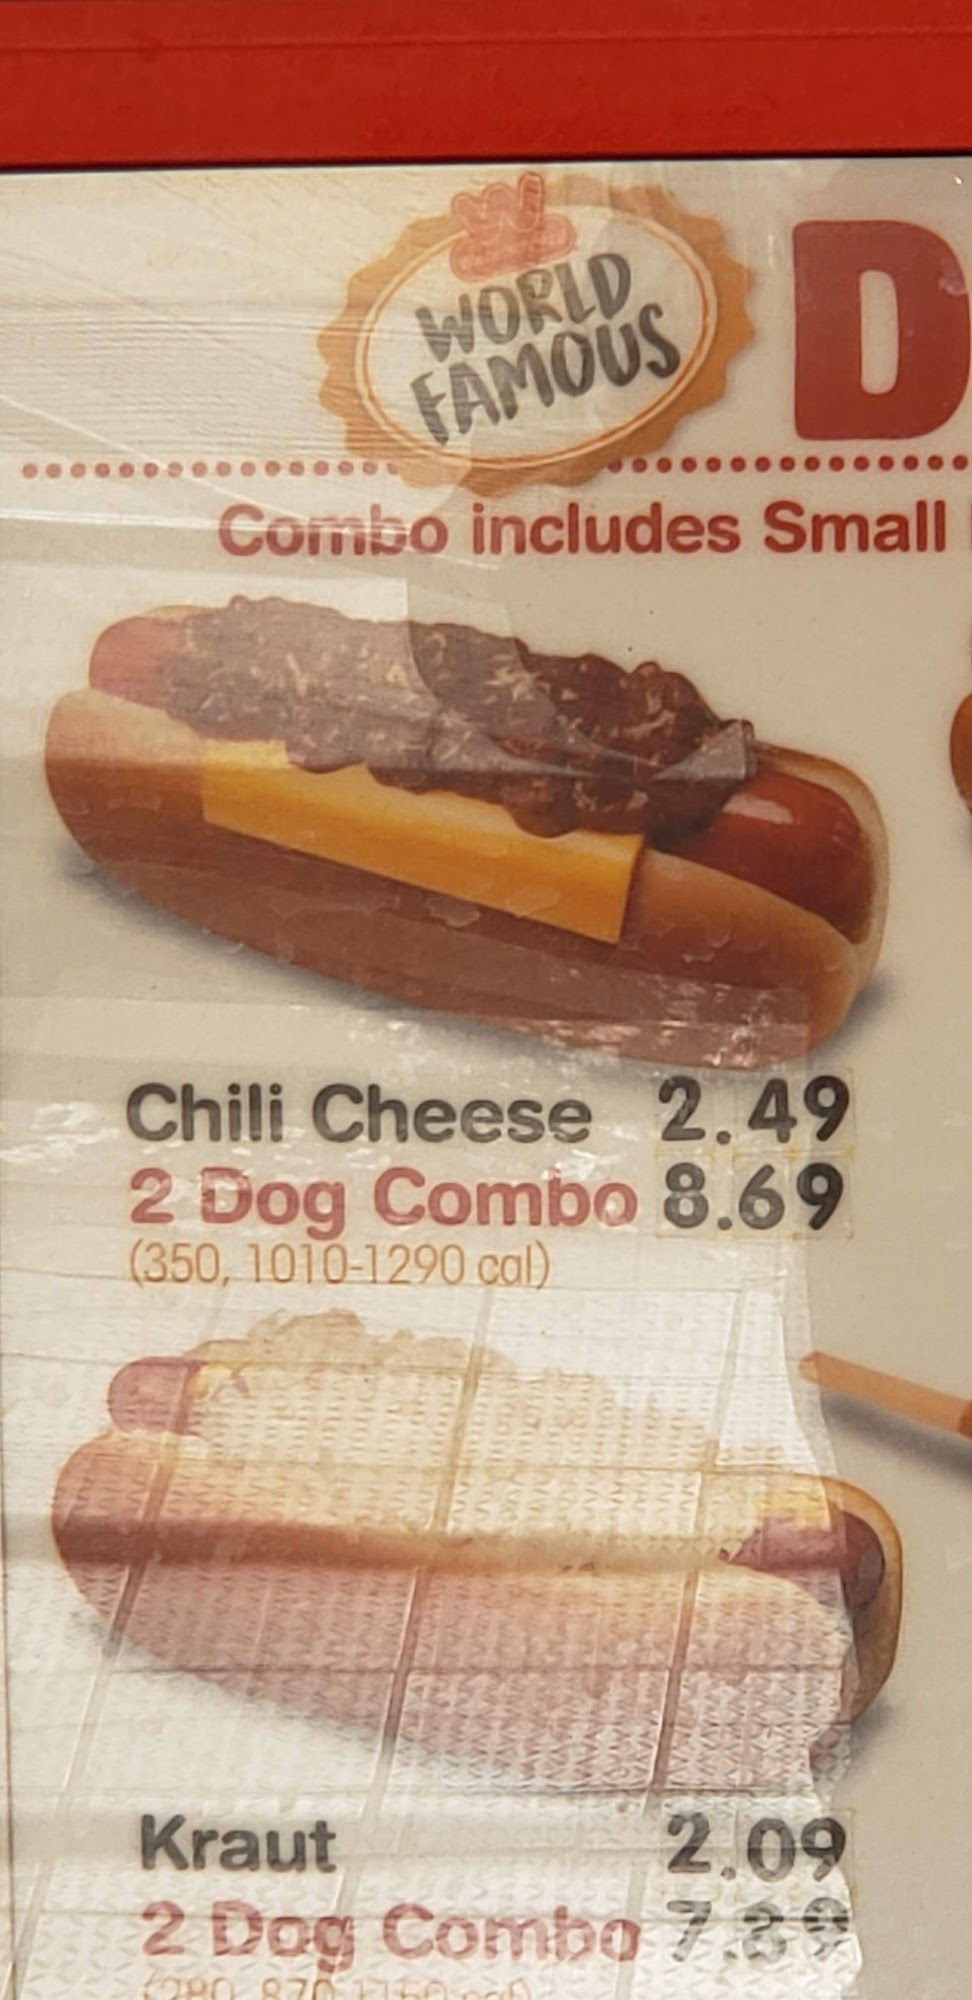 W
WORLD
FAMOUS
D
Combo includes Small
Chili Cheese 2.49
2 Dog Combo 8.69
(350, 1010-1290 cal)
Kraut 2.09
2 Dog Combo